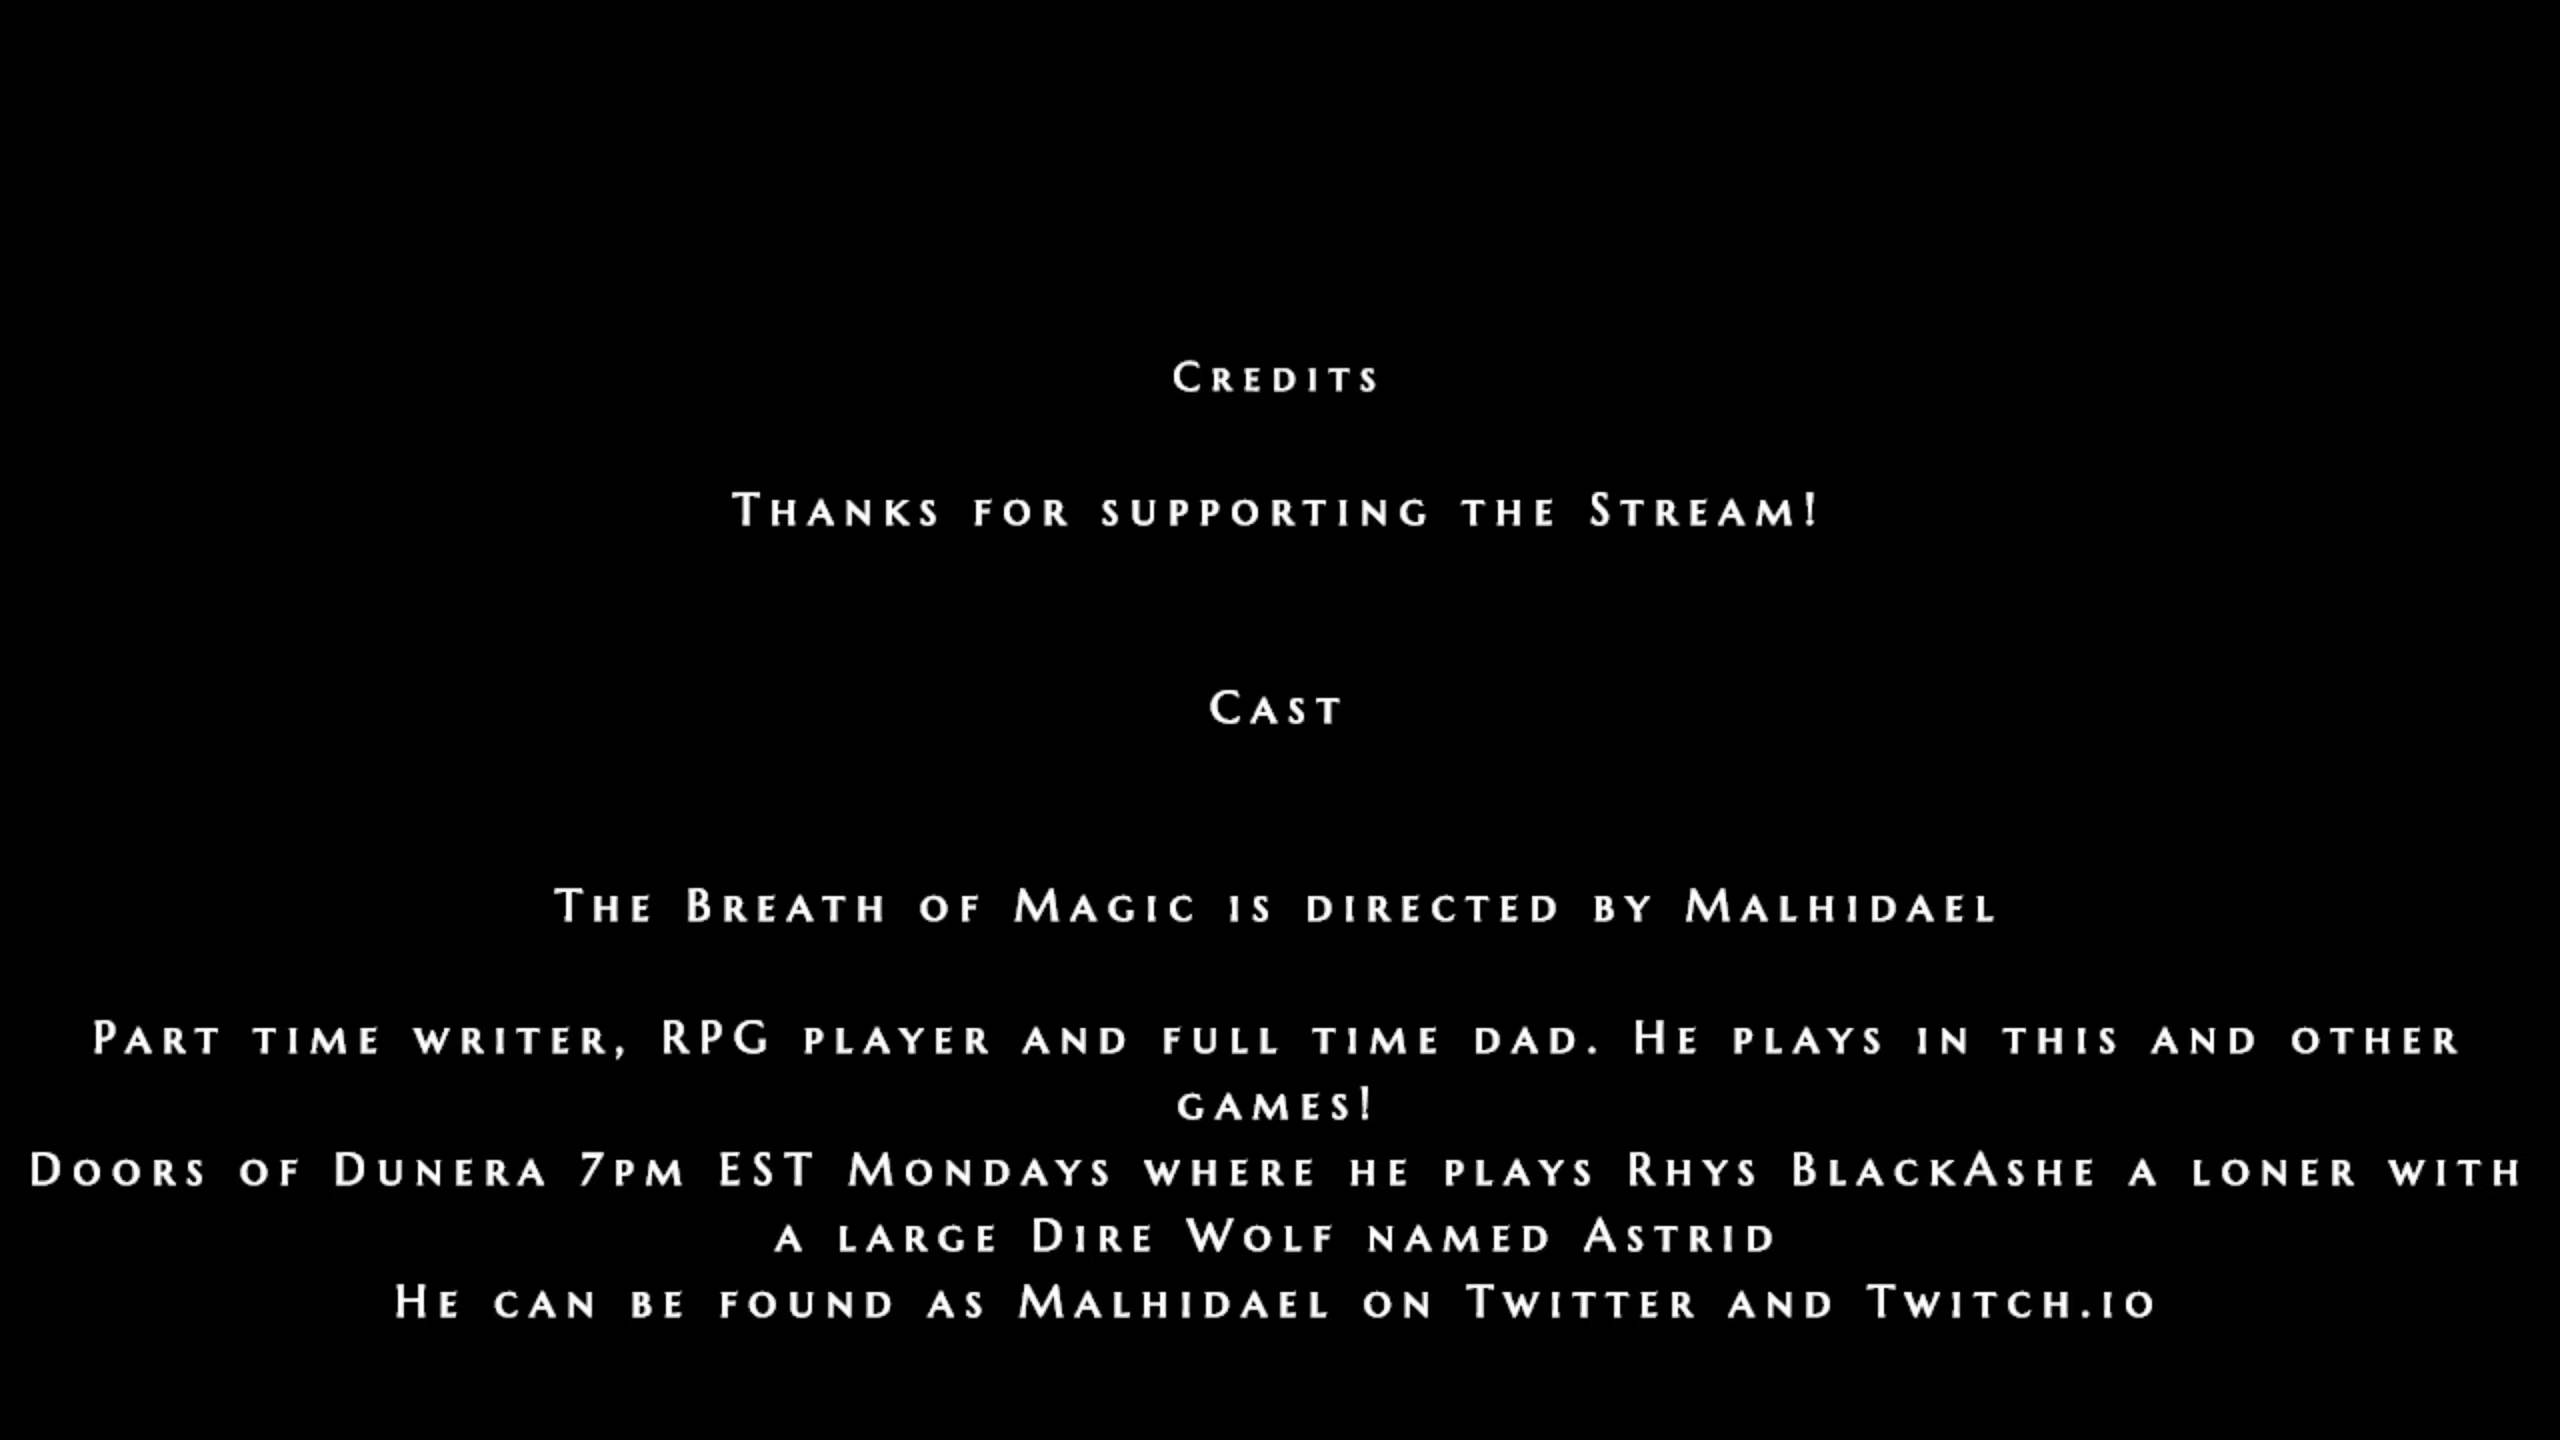 Credits
Thanks for supporting the Stream!
Cast
The Breath of Magic is directed by Malhidael
Part time writer, RPG player and full time dad. He plays in this and other
games!
Doors of Dunera 7pm EST Mondays where he plays Rhys BlackAshe a loner with
a large Dire Wolf named Astrid
He can be found as Malhidael on Twitter and Twitch.io